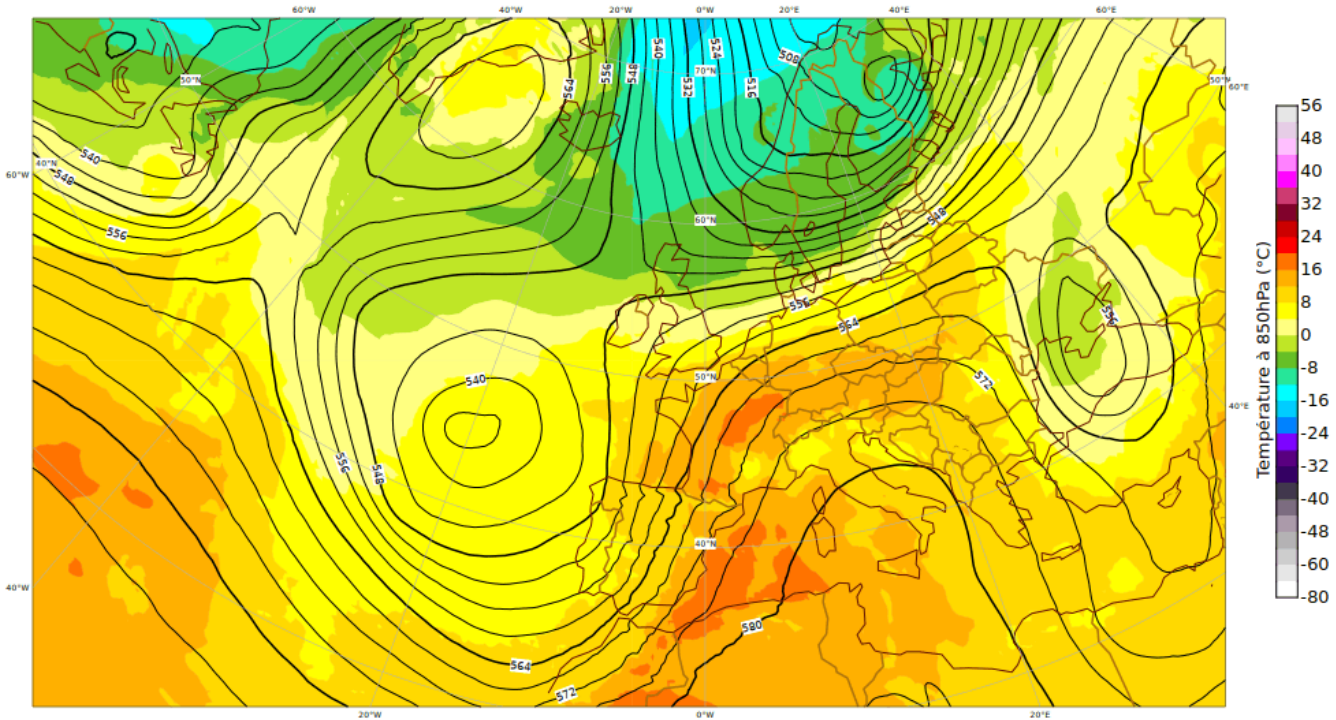 60°W 40°W 20°W 0°W 20°E 40°E 60°E
540 524 508
556 548 70°N
50°N 564 532 516 50°N 60°E
540
40°N
548
60°W
60°N 548
556
556 556
564
540 50°N 572
40°E
556 548
40°N
40°W
580
564
572
20°W 0°W 20°E
56
48
40
32
24
16
8
0
-8
-16
-24
-32
-40
-48
-60
-80
Température à 850hPa (°C)